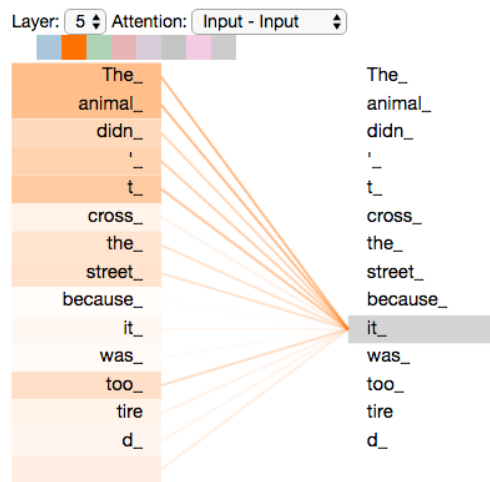 Layer: 5 Attention: Input - Input
The_ The_
animal_ animal_
didn_ didn_
'_ '_
t_ t_
cross_ cross_
the_ the_
street_ street_
because_ because_
it_ it_
was_ was_
too_ too_
tire tire
d_ d_